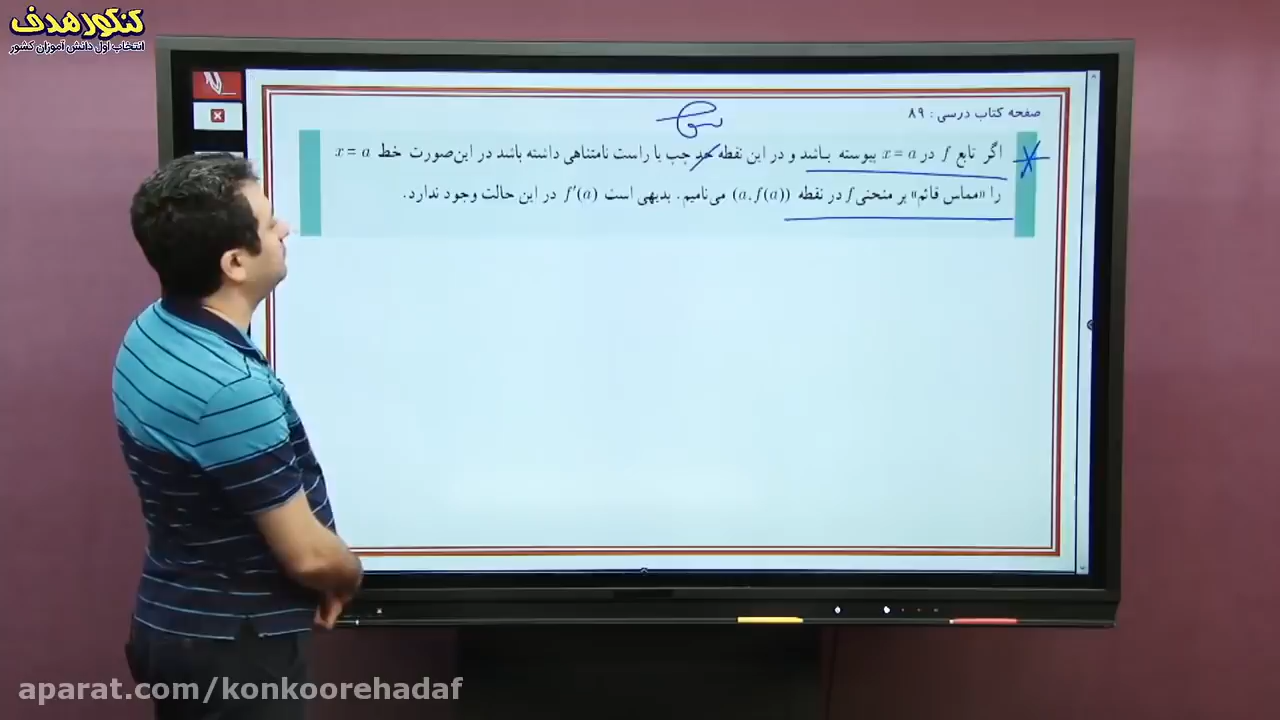 کنکور هدف
انتخاب اول دانش آموزان کشور
صفحه کتاب درسی : ۸۹
اگر تابع f در x = a پیوسته باشد و در این نقطه حد چپ یا راست نامتناهی داشته باشد در این‌صورت خط x = a
را «مماس قائم» بر منحنی f در نقطه (a, f(a)) می‌نامیم. بدیهی است f′(a) در این حالت وجود ندارد.
aparat.com/konkoorehadaf